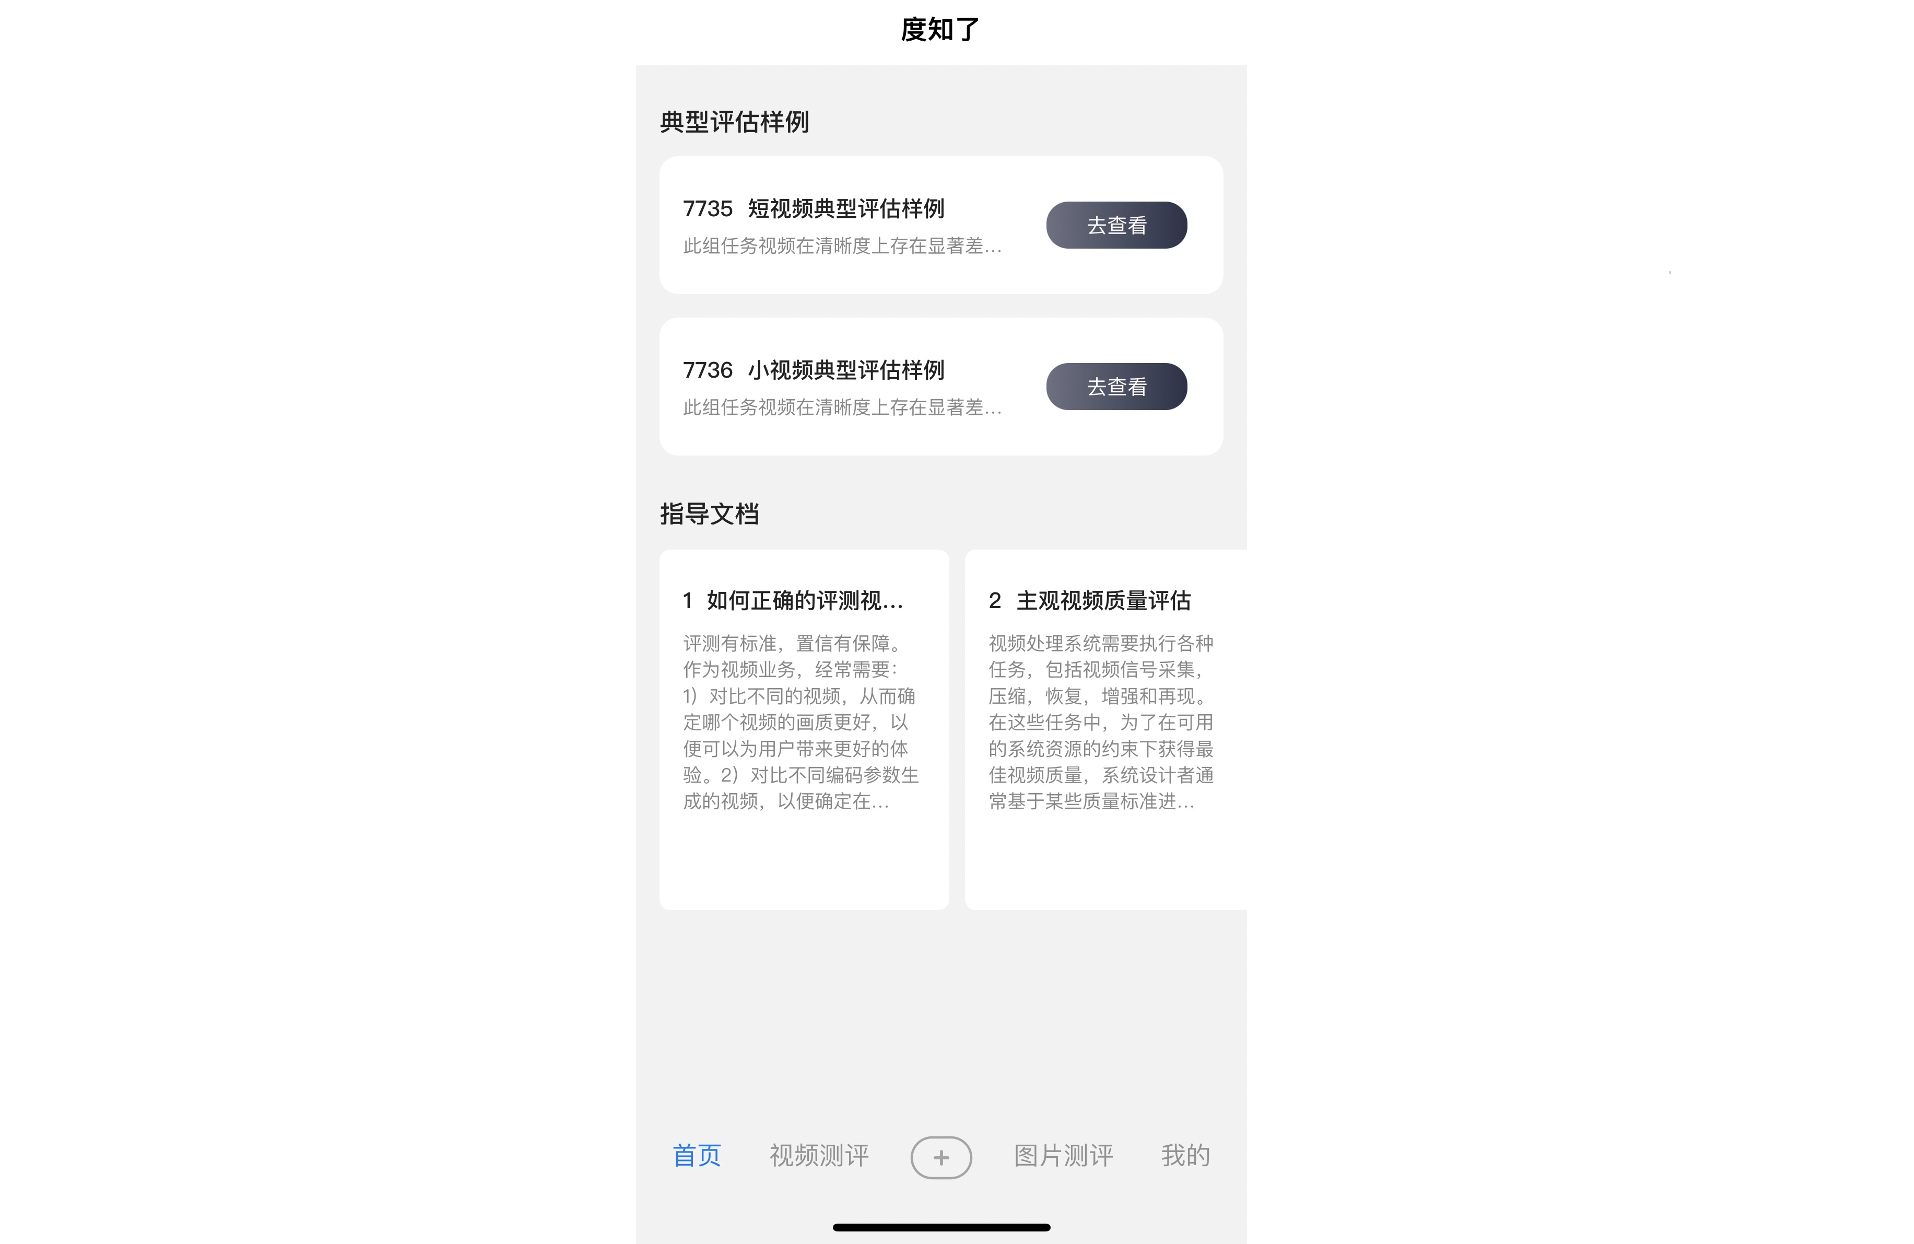 度知了
典型评估样例
7735 短视频典型评估样例
此组任务视频在清晰度上存在显著差...
去查看
7736 小视频典型评估样例
此组任务视频在清晰度上存在显著差...
去查看
指导文档
1 如何正确的评测视...
评测有标准，置信有保障。
作为视频业务，经常需要：
1）对比不同的视频，从而确
定哪个视频的画质更好，以
便可以为用户带来更好的体
验。2）对比不同编码参数生
成的视频，以便确定在...
2 主观视频质量评估
视频处理系统需要执行各种
任务，包括视频信号采集，
压缩，恢复，增强和再现。
在这些任务中，为了在可用
的系统资源的约束下获得最
佳视频质量，系统设计者通
常基于某些质量标准进...
首页 视频测评 + 图片测评 我的